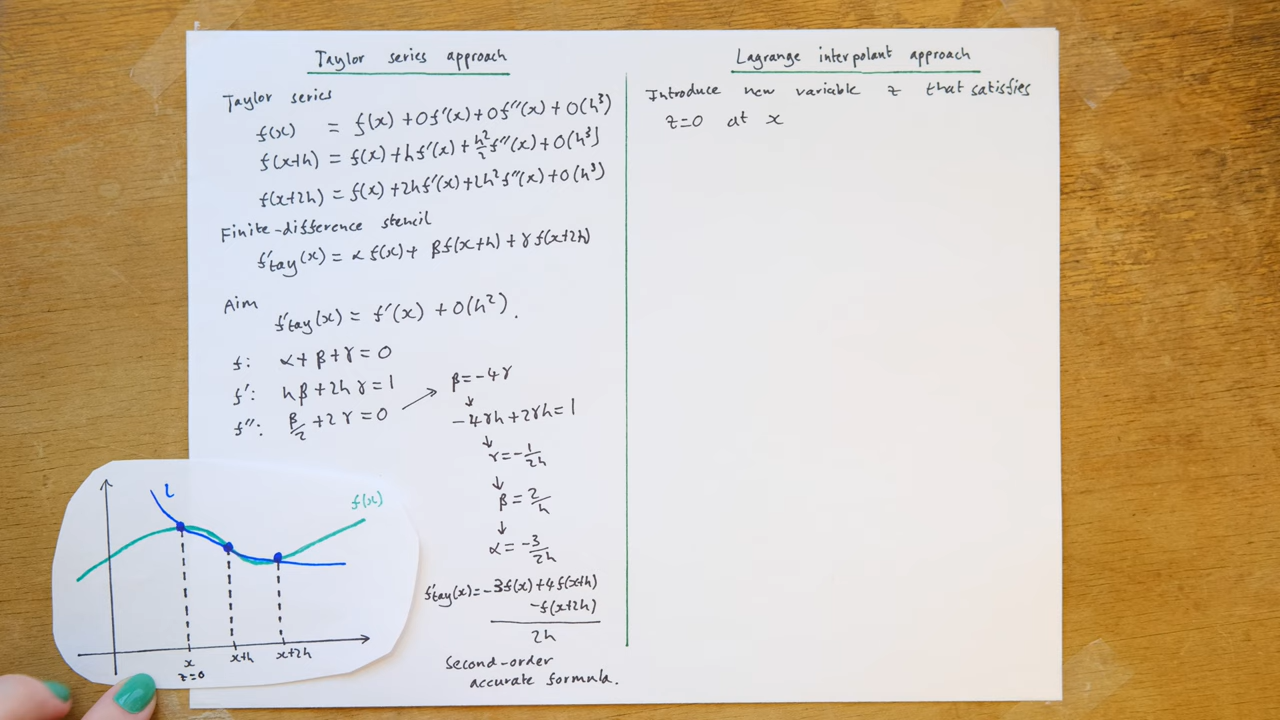 Taylor series approach
Taylor series
f(x) = f(x) + 0f'(x) + 0f''(x) + O(h³)
f(x+h) = f(x) + hf'(x) + h²/2 f''(x) + O(h³)
f(x+2h) = f(x) + 2hf'(x) + 2h²f''(x) + O(h³)
Finite-difference stencil
f'tay(x) = α f(x) + βf(x+h) + γ f(x+2h)
Aim
f'tay(x) = f'(x) + O(h²).
f: α + β + γ = 0
f': hβ + 2hγ = 1
f'': β/2 + 2γ = 0
β = -4γ
↓
-4γh + 2γh = 1
↓
γ = -1/2h
↓
β = 2/h
↓
α = -3/2h
f'tay(x) = -3f(x) + 4f(x+h)
-f(x+2h)
2h
Second-order
accurate formula.
L
f(x)
x
x+h
x+2h
z=0
Lagrange interpolant approach
Introduce new variable z that satisfies
z=0 at x